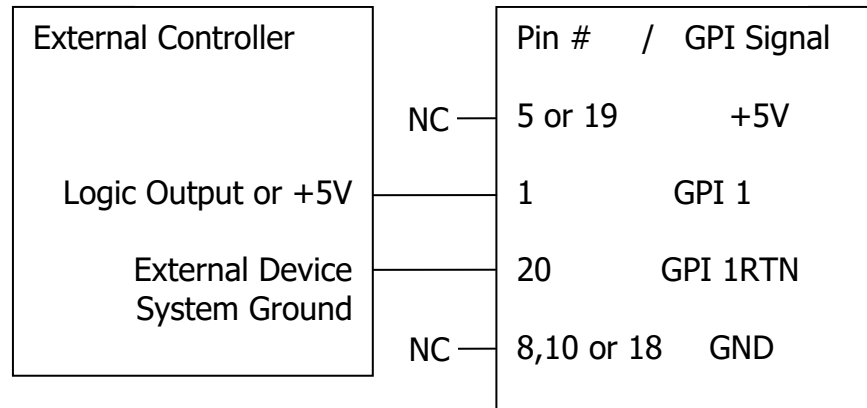 External Controller
Pin # / GPI Signal
NC 5 or 19 +5V
Logic Output or +5V 1 GPI 1
External Device 20 GPI 1RTN
System Ground
NC 8,10 or 18 GND